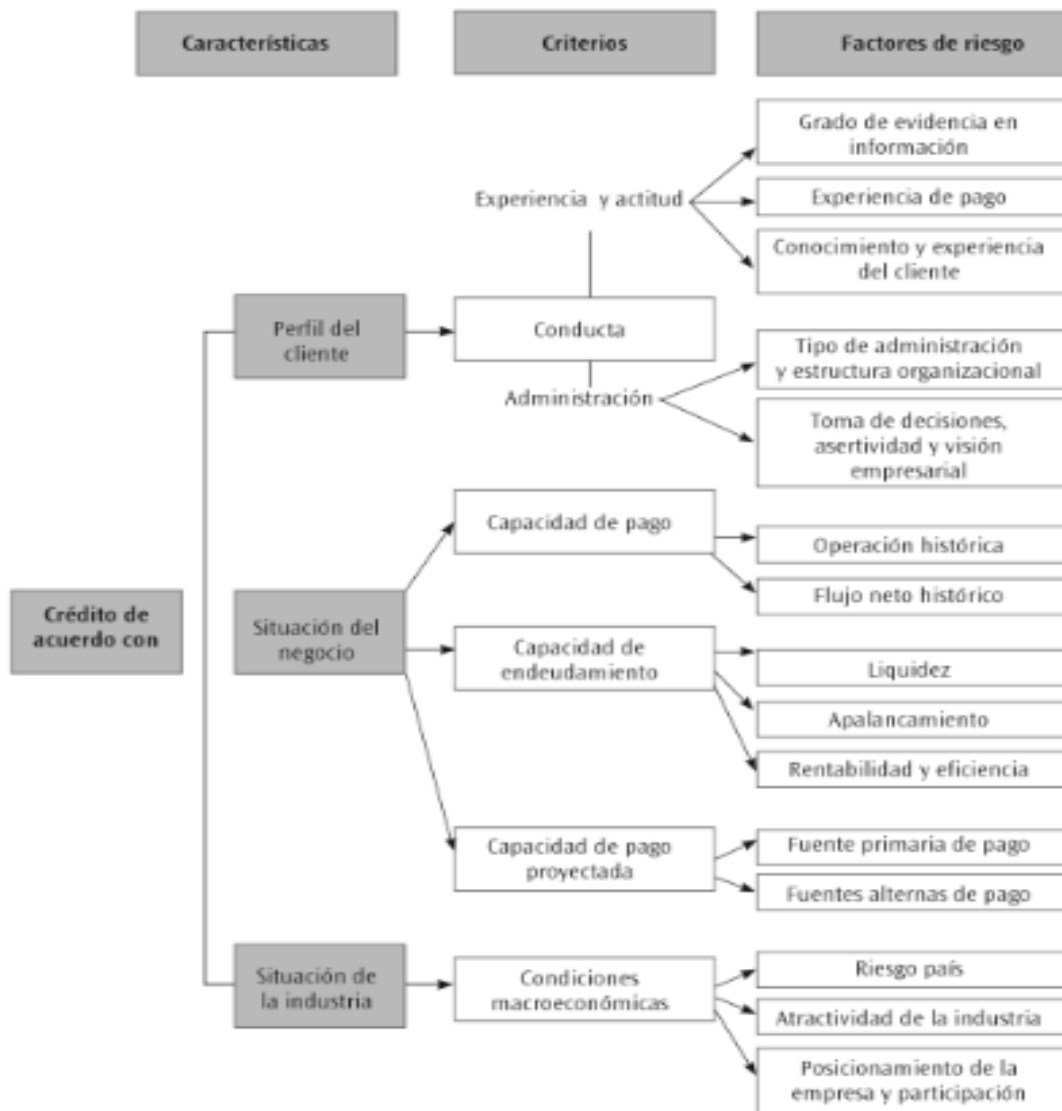 Características
Criterios
Factores de riesgo
Grado de evidencia en
información
Experiencia y actitud
Experiencia de pago
Conocimiento y experiencia
del cliente
Perfil del
cliente
Conducta
Tipo de administración
y estructura organizacional
Administración
Toma de decisiones,
asertividad y visión
empresarial
Capacidad de pago
Operación histórica
Flujo neto histórico
Crédito de
acuerdo con
Situación del
negocio
Capacidad de
endeudamiento
Liquidez
Apalancamiento
Rentabilidad y eficiencia
Capacidad de pago
proyectada
Fuente primaria de pago
Fuentes alternas de pago
Situación de
la industria
Condiciones
macroeconómicas
Riesgo país
Atractividad de la industria
Posicionamiento de la
empresa y participación